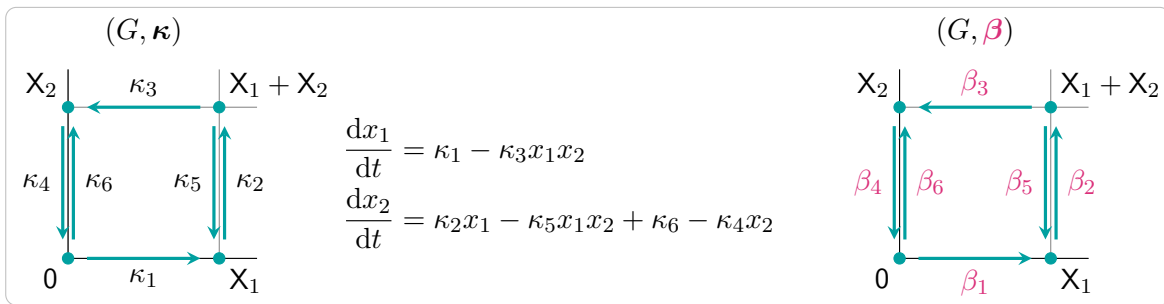 (G, κ)
(G, β)
X₂ κ₃ X₁ + X₂
κ₄ κ₆ κ₅ κ₂
0 κ₁ X₁
dx₁/dt = κ₁ − κ₃x₁x₂
dx₂/dt = κ₂x₁ − κ₅x₁x₂ + κ₆ − κ₄x₂
X₂ β₃ X₁ + X₂
β₄ β₆ β₅ β₂
0 β₁ X₁